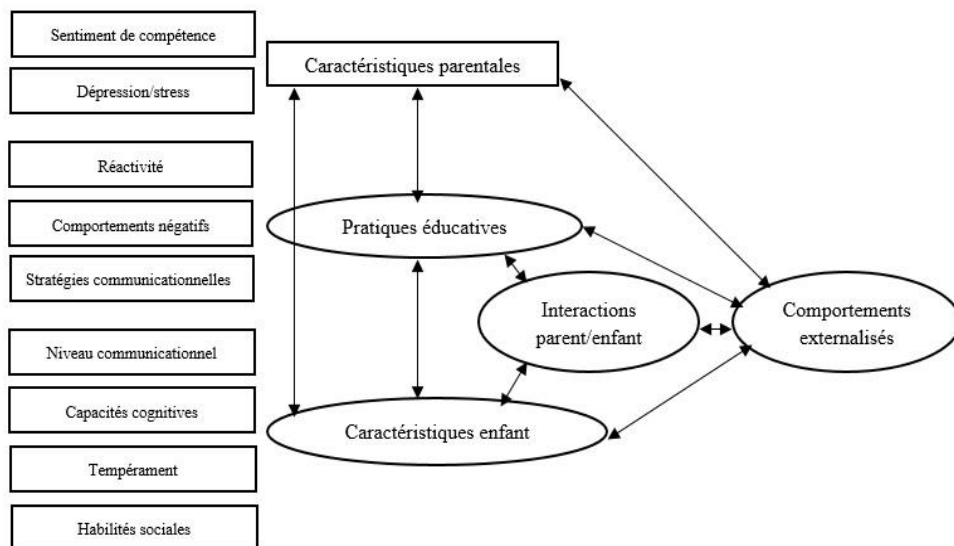 Sentiment de compétence
Dépression/stress
Réactivité
Comportements négatifs
Stratégies communicationnelles
Niveau communicationnel
Capacités cognitives
Tempérament
Habilités sociales
Caractéristiques parentales
Pratiques éducatives
Interactions
parent/enfant
Comportements
externalisés
Caractéristiques enfant